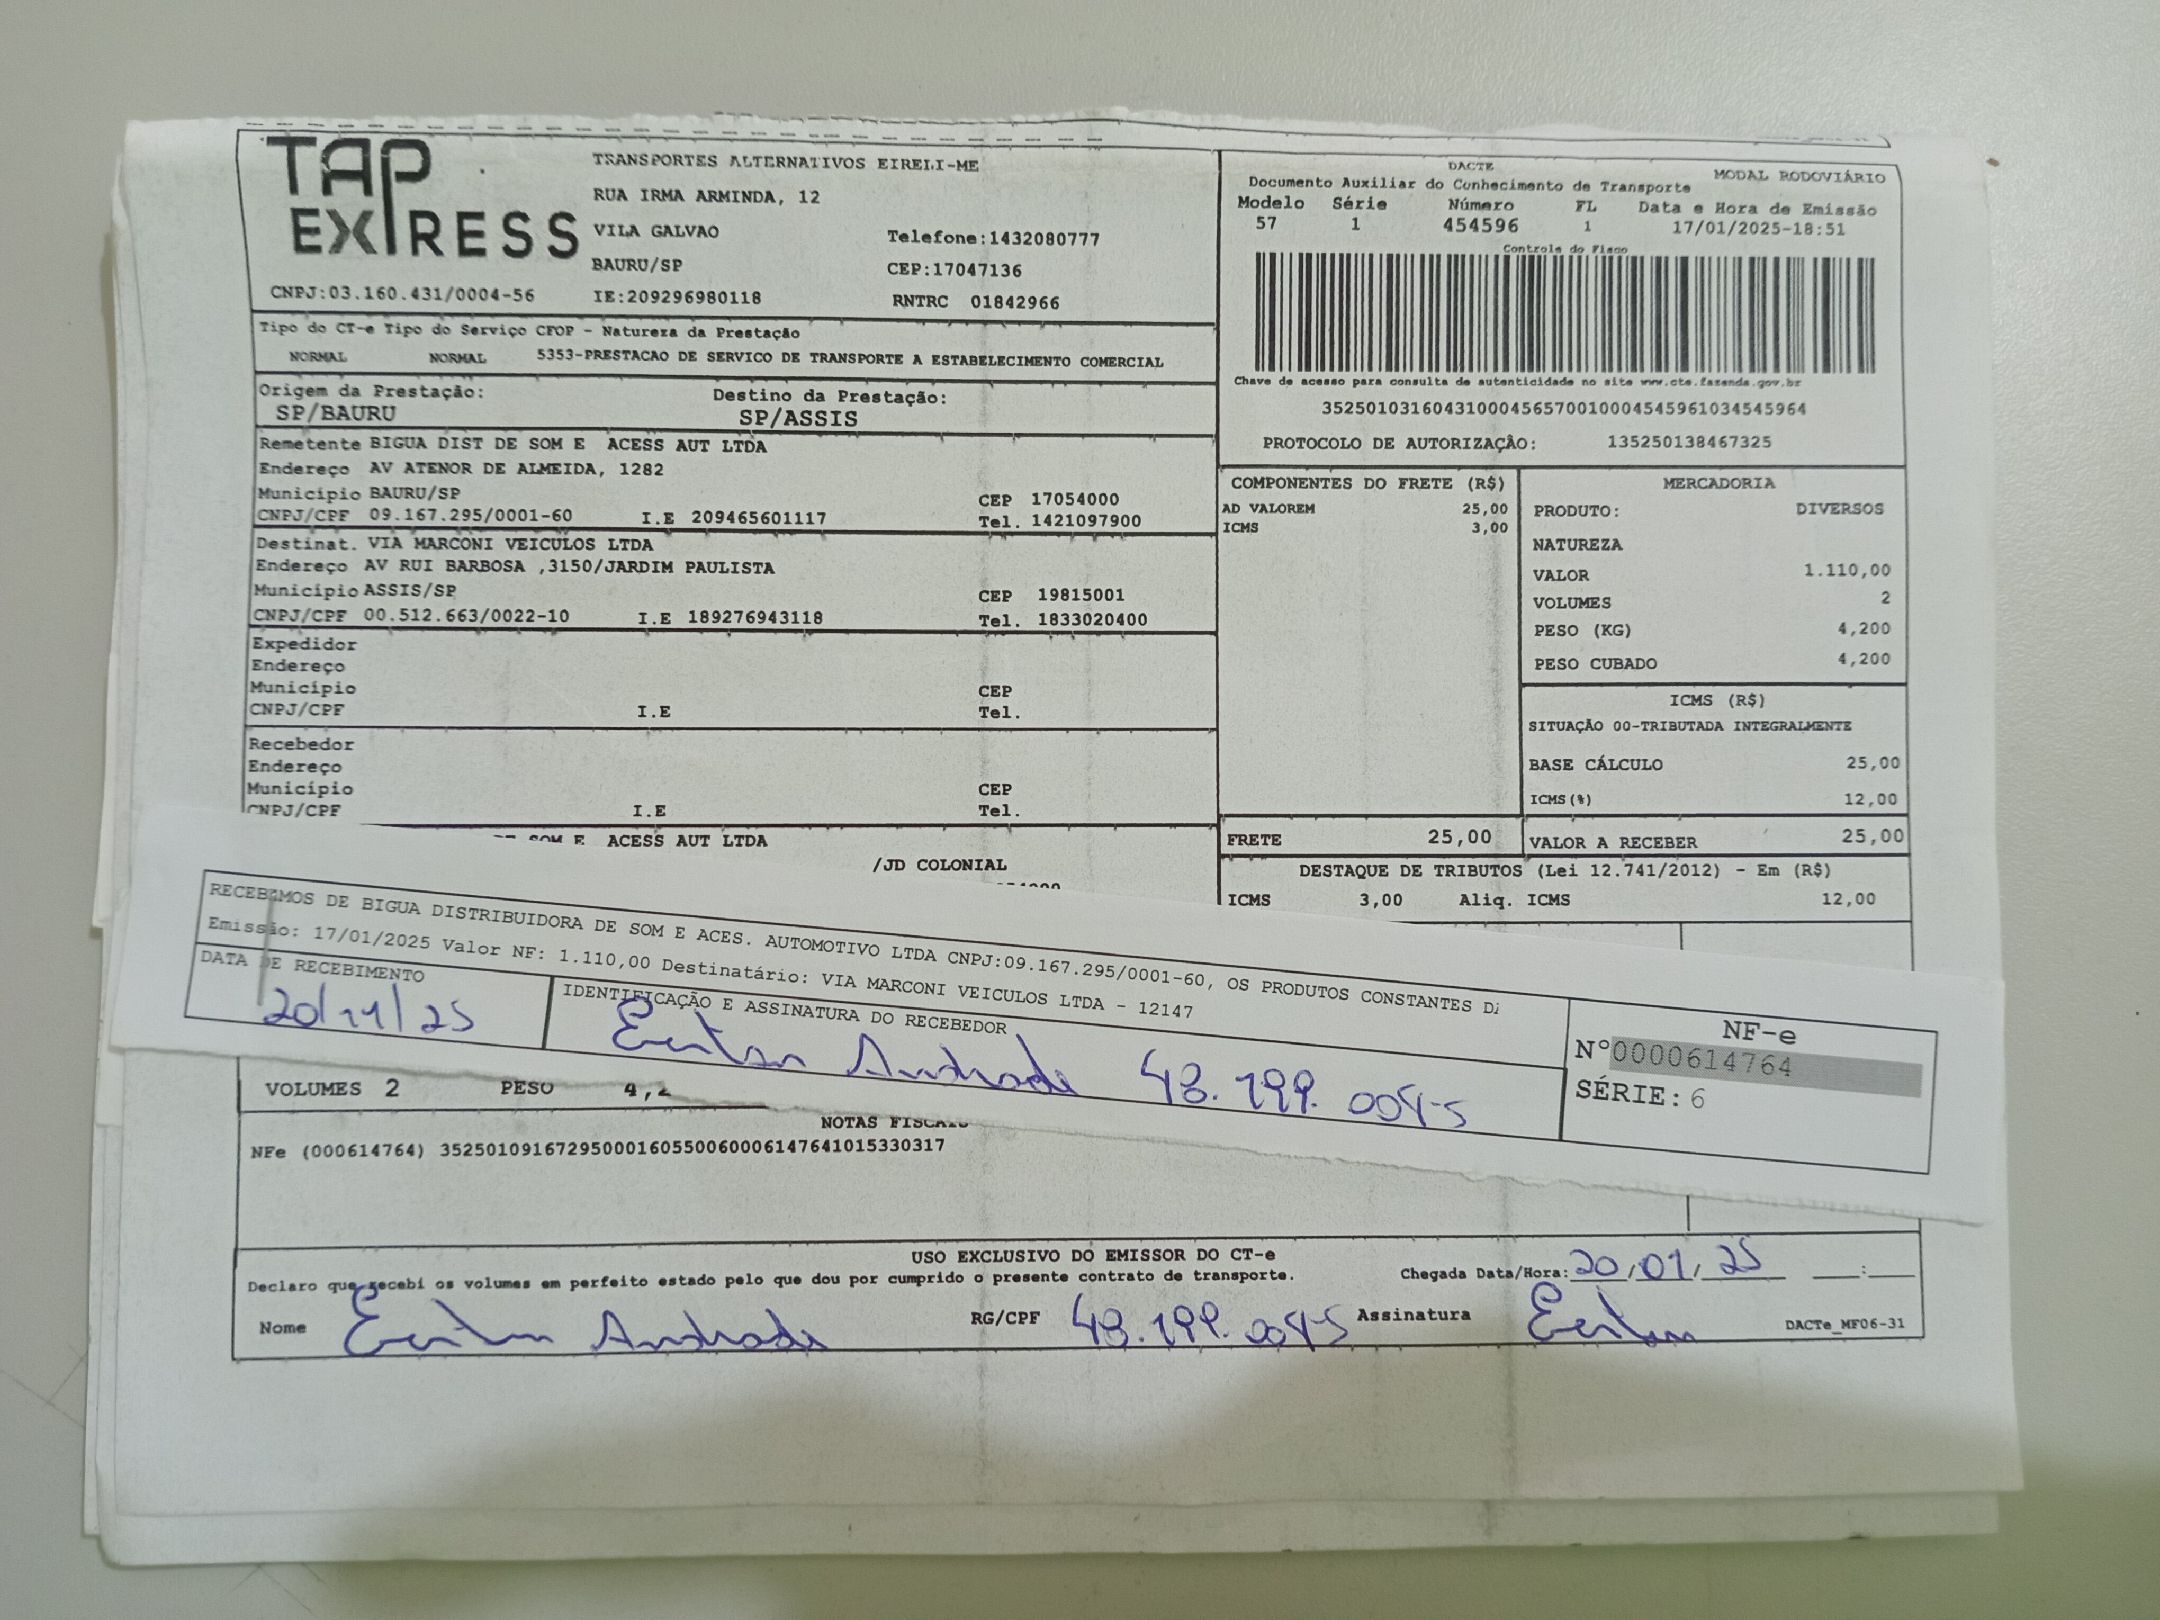 TAP
EXPRESS
TRANSPORTES ALTERNATIVOS EIRELI-ME
RUA IRMA ARMINDA, 12
VILA GALVAO
Telefone:1432080777
BAURU/SP
CEP:17047136
CNPJ:03.160.431/0004-56
IE:209296980118
RNTRC 01842966
DACTE
MODAL RODOVIÁRIO
Documento Auxiliar do Conhecimento de Transporte
Modelo Série Número FL Data e Hora de Emissão
57 1 454596 1 17/01/2025-18:51
Controle do Fisco
Chave de acesso para consulta de autenticidade no site www.cte.fazenda.gov.br
35250103160431000456570010004545961034545964
PROTOCOLO DE AUTORIZAÇÃO: 135250138467325
Tipo do CT-e Tipo do Serviço CFOP - Natureza da Prestação
NORMAL NORMAL 5353-PRESTACAO DE SERVICO DE TRANSPORTE A ESTABELECIMENTO COMERCIAL
Origem da Prestação: Destino da Prestação:
SP/BAURU SP/ASSIS
Remetente BIGUA DIST DE SOM E ACESS AUT LTDA
Endereço AV ATENOR DE ALMEIDA, 1282
Município BAURU/SP CEP 17054000
CNPJ/CPF 09.167.295/0001-60 I.E 209465601117 Tel. 1421097900
Destinat. VIA MARCONI VEICULOS LTDA
Endereço AV RUI BARBOSA ,3150/JARDIM PAULISTA
Município ASSIS/SP CEP 19815001
CNPJ/CPF 00.512.663/0022-10 I.E 189276943118 Tel. 1833020400
Expedidor
Endereço
Município CEP
CNPJ/CPF I.E Tel.
Recebedor
Endereço
Município CEP
CNPJ/CPF I.E Tel.
SOM E ACESS AUT LTDA
/JD COLONIAL
COMPONENTES DO FRETE (R$)
AD VALOREM 25,00
ICMS 3,00
MERCADORIA
PRODUTO: DIVERSOS
NATUREZA
VALOR 1.110,00
VOLUMES 2
PESO (KG) 4,200
PESO CUBADO 4,200
ICMS (R$)
SITUAÇÃO 00-TRIBUTADA INTEGRALMENTE
BASE CÁLCULO 25,00
ICMS(%) 12,00
FRETE 25,00 VALOR A RECEBER 25,00
DESTAQUE DE TRIBUTOS (Lei 12.741/2012) - Em (R$)
ICMS 3,00 Aliq. ICMS 12,00
RECEBEMOS DE BIGUA DISTRIBUIDORA DE SOM E ACES. AUTOMOTIVO LTDA CNPJ:09.167.295/0001-60, OS PRODUTOS CONSTANTES
Emissão: 17/01/2025 Valor NF: 1.110,00 Destinatário: VIA MARCONI VEICULOS LTDA - 12147
DATA DE RECEBIMENTO
20/11/25
IDENTIFICAÇÃO E ASSINATURA DO RECEBEDOR
Andrade 48.199.004-5
NF-e
N°0000614764
SÉRIE: 6
VOLUMES 2 PESO
NOTAS FISCAIS
NFe (000614764) 35250109167295000160550060006147641015330317
USO EXCLUSIVO DO EMISSOR DO CT-e
Declaro que recebi os volumes em perfeito estado pelo que dou por cumprido o presente contrato de transporte.
Chegada Data/Hora: 20/01/25 __:__
Nome Andrade RG/CPF 48.199.004-5 Assinatura
DACTe_MF06-31